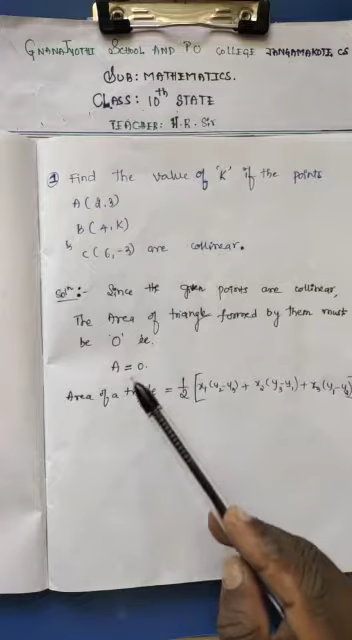 GNANAJYOTHI SCHOOL AND PU COLLEGE JANGAMAKOTE, CS
SUB: MATHEMATICS.
CLASS: 10th STATE
TEACHER: H.R. Sir
① Find the value of 'K' if the points
A(2,3)
B(4,K)
C(6,-3) are collinear.
Soln:- Since the given points are collinear,
The Area of triangle formed by them must
be '0' ie.
A = 0.
Area of a = 1/2 [x₁(y₂-y₃) + x₂(y₃-y₁) + x₃(y₁-y₂)]